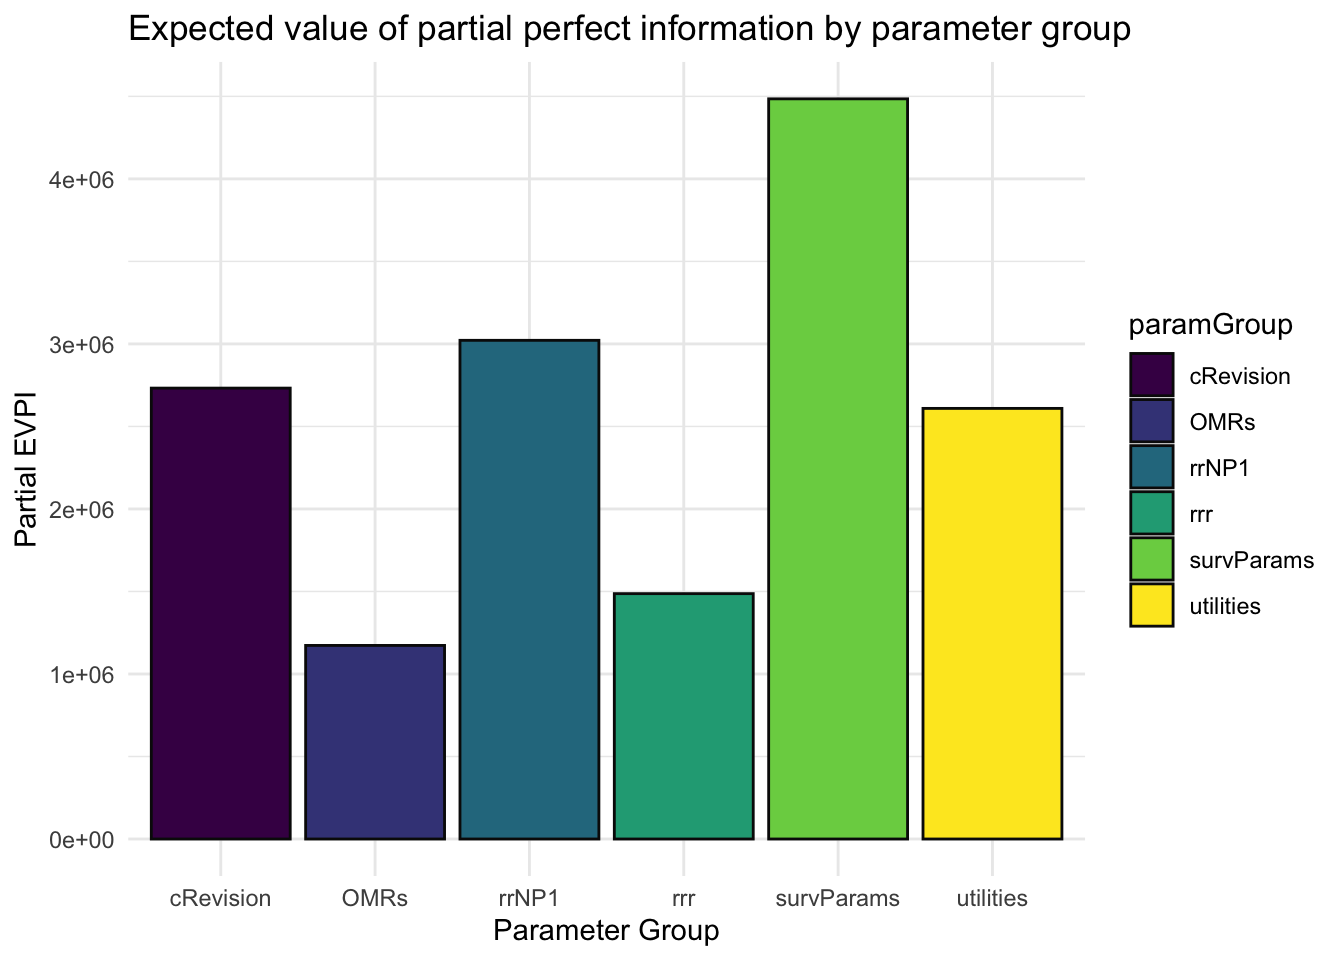 Expected value of partial perfect information by parameter group
Partial EVPI
4e+06
3e+06
2e+06
1e+06
0e+00
cRevision
OMRs
rrNP1
rrr
survParams
utilities
Parameter Group
paramGroup
cRevision
OMRs
rrNP1
rrr
survParams
utilities